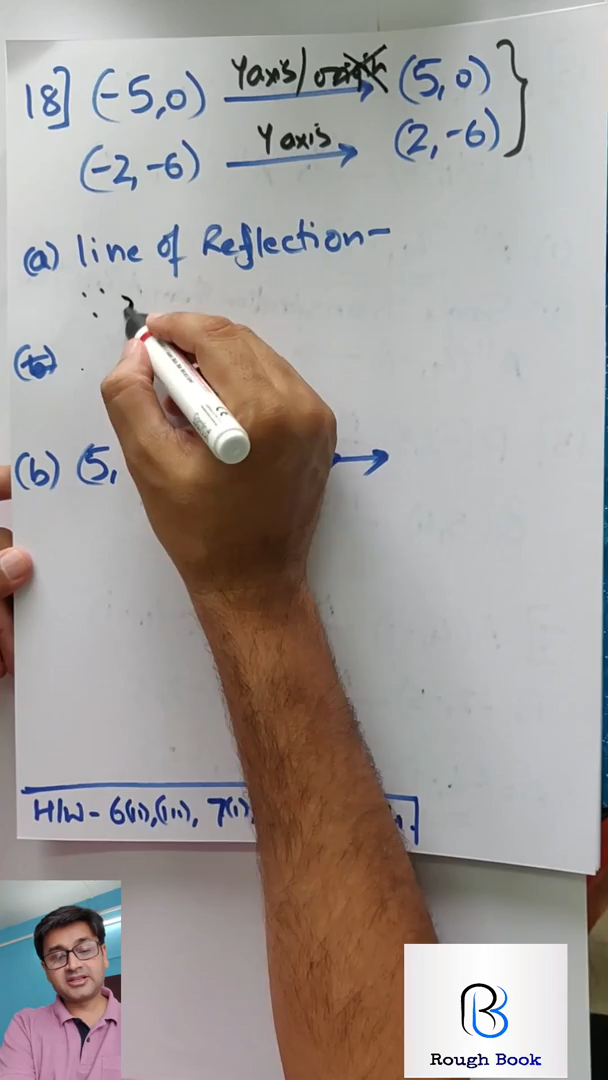 18] (-5,0) Y axis/origin (5,0)
(-2,-6) Y axis (2,-6)
(a) line of Reflection-
∴
(b)
(b) (5,
H/W - 6(ii),(iii), 7(i)
Rough Book